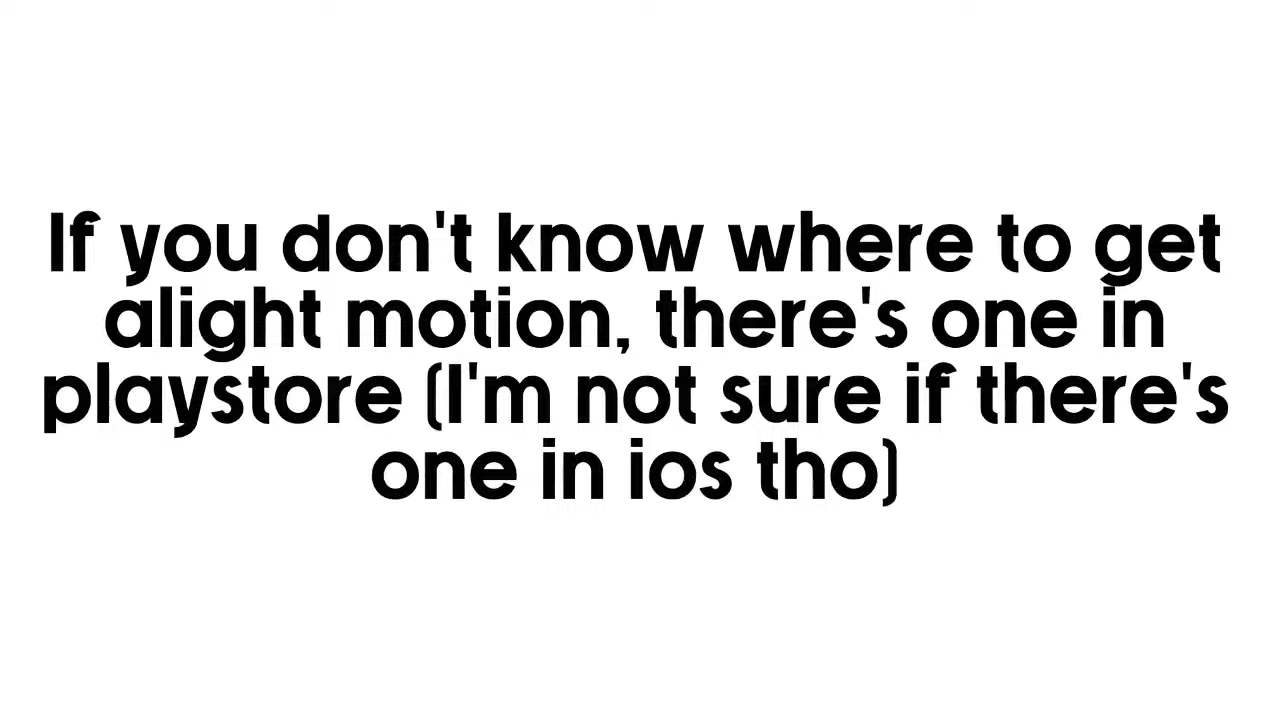 If you don't know where to get
alight motion, there's one in
playstore (I'm not sure if there's
one in ios tho)